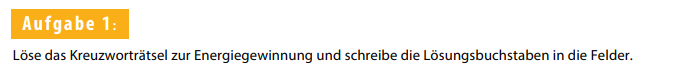 Aufgabe 1:
Löse das Kreuzworträtsel zur Energiegewinnung und schreibe die Lösungsbuchstaben in die Felder.